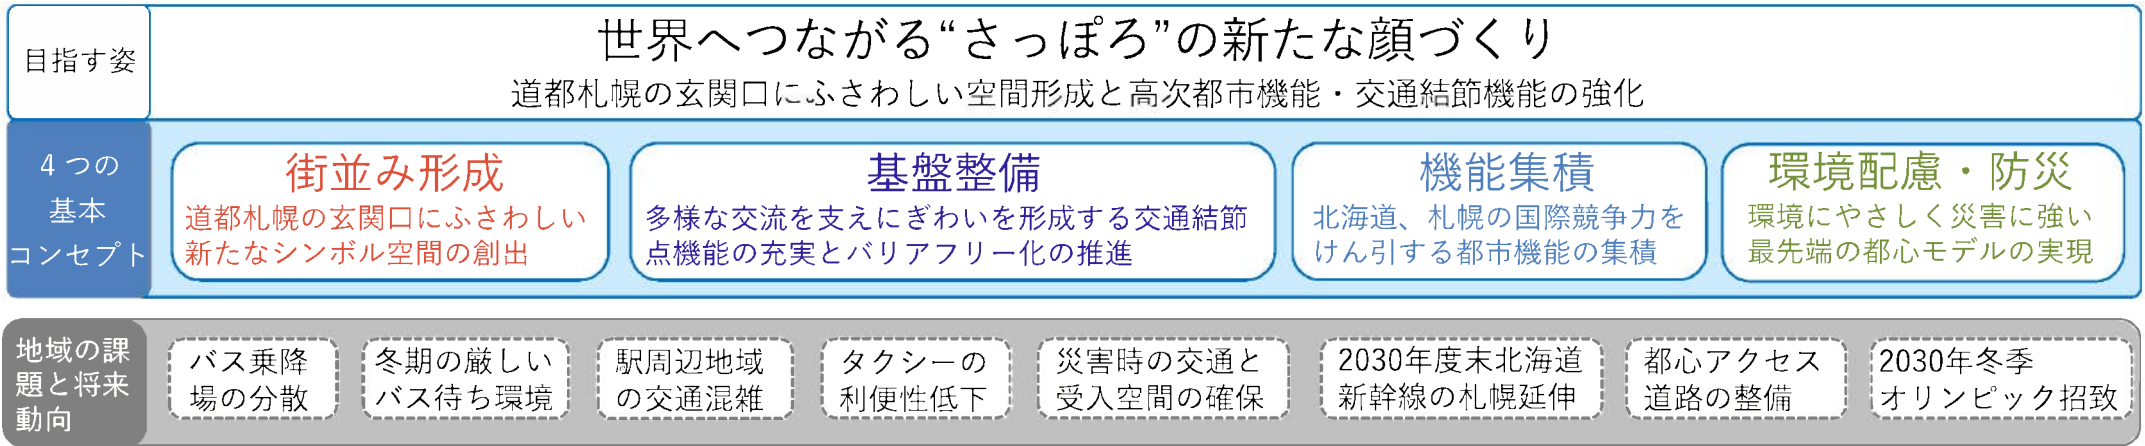 目指す姿
世界へつながる“さっぽろ”の新たな顔づくり
道都札幌の玄関口にふさわしい空間形成と高次都市機能・交通結節機能の強化
4つの
基本
コンセプト
街並み形成
道都札幌の玄関口にふさわしい
新たなシンボル空間の創出
基盤整備
多様な交流を支えにぎわいを形成する交通結節
点機能の充実とバリアフリー化の推進
機能集積
北海道、札幌の国際競争力を
けん引する都市機能の集積
環境配慮・防災
環境にやさしく災害に強い
最先端の都心モデルの実現
地域の課
題と将来
動向
バス乗降
場の分散
冬期の厳しい
バス待ち環境
駅周辺地域
の交通混雑
タクシーの
利便性低下
災害時の交通と
受入空間の確保
2030年度末北海道
新幹線の札幌延伸
都心アクセス
道路の整備
2030年冬季
オリンピック招致